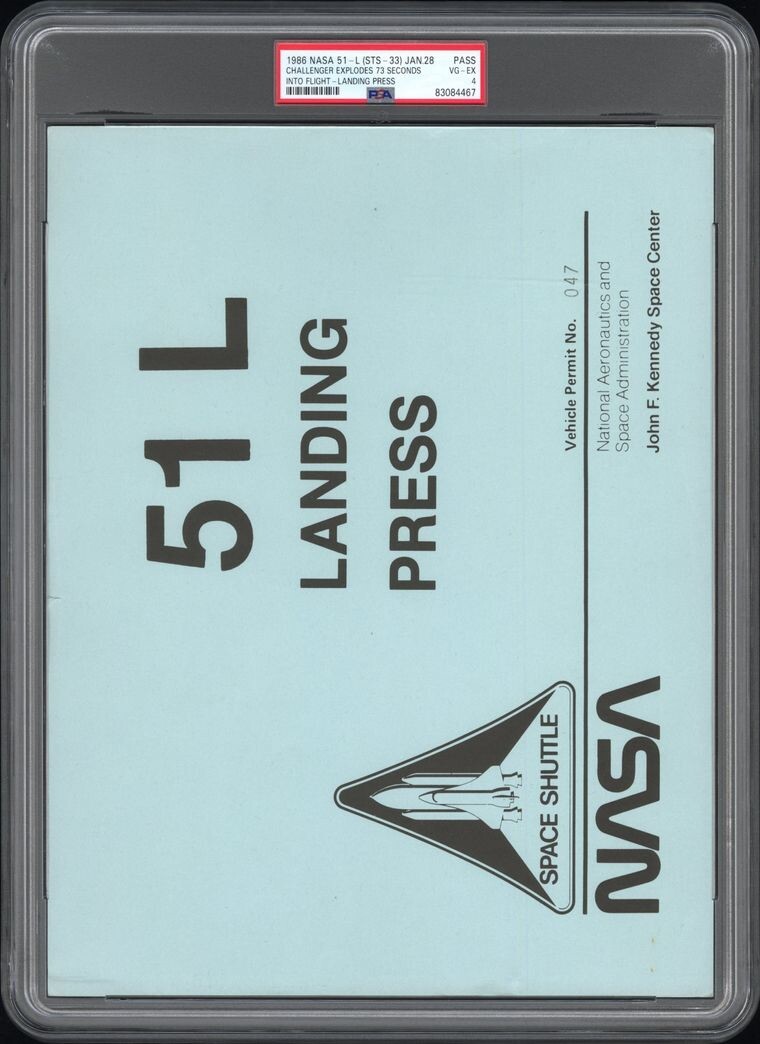 1986 NASA 51-L (STS-33) JAN.28 PASS
CHALLENGER EXPLODES 73 SECONDS VG-EX
INTO FLIGHT-LANDING PRESS 4
PSA 83084467
51 L
LANDING
PRESS
SPACE SHUTTLE
Vehicle Permit No. 047
NASA
National Aeronautics and
Space Administration
John F. Kennedy Space Center